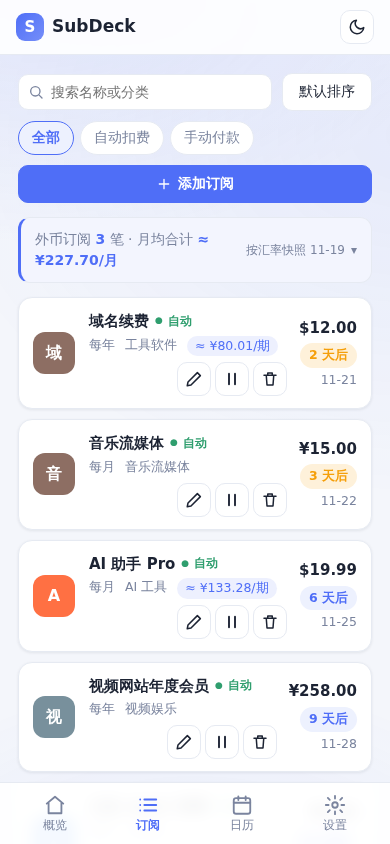 S SubDeck
搜索名称或分类 默认排序
全部 自动扣费 手动付款
+ 添加订阅
外币订阅 3 笔 · 月均合计 ≈
¥227.70/月
按汇率快照 11-19 ▾
域
域名续费 ● 自动
每年 工具软件 ≈ ¥80.01/期
$12.00
2 天后
11-21
音
音乐流媒体 ● 自动
每月 音乐流媒体
¥15.00
3 天后
11-22
A
AI 助手 Pro ● 自动
每月 AI 工具 ≈ ¥133.28/期
$19.99
6 天后
11-25
视
视频网站年度会员 ● 自动
每年 视频娱乐
¥258.00
9 天后
11-28
概览 订阅 日历 设置